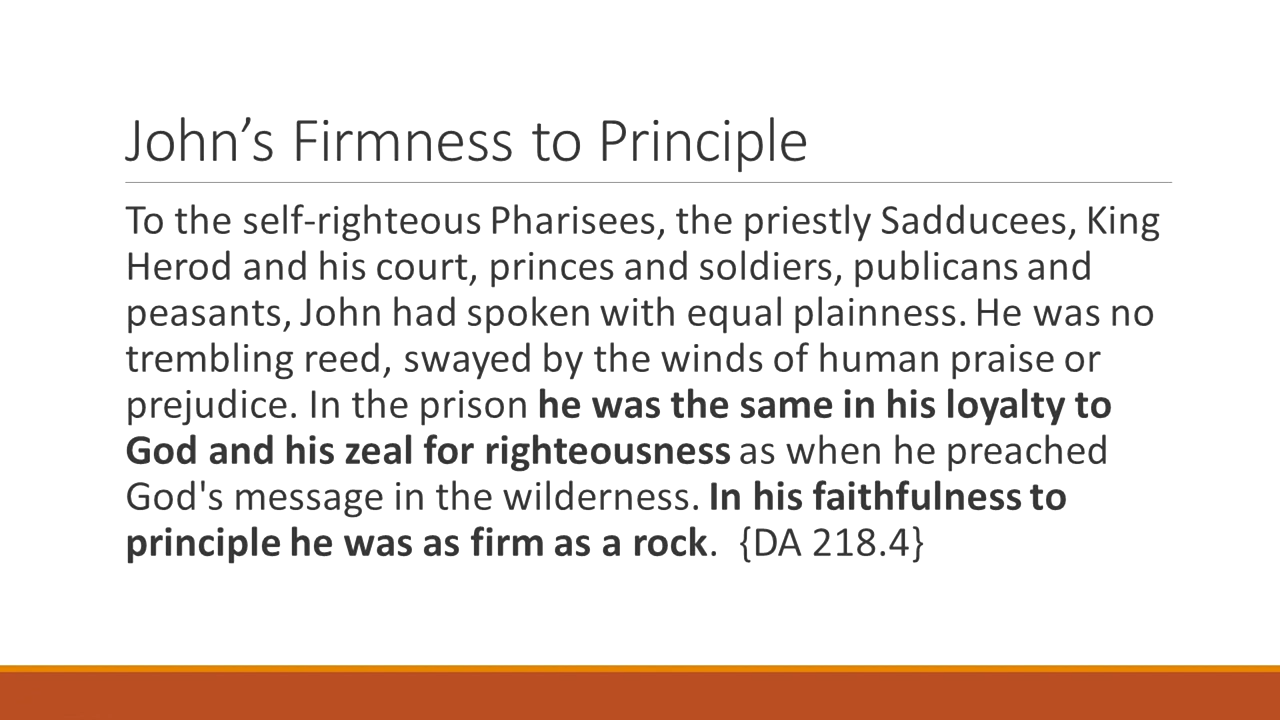 John’s Firmness to Principle
To the self-righteous Pharisees, the priestly Sadducees, King
Herod and his court, princes and soldiers, publicans and
peasants, John had spoken with equal plainness. He was no
trembling reed, swayed by the winds of human praise or
prejudice. In the prison he was the same in his loyalty to
God and his zeal for righteousness as when he preached
God's message in the wilderness. In his faithfulness to
principle he was as firm as a rock.  {DA 218.4}